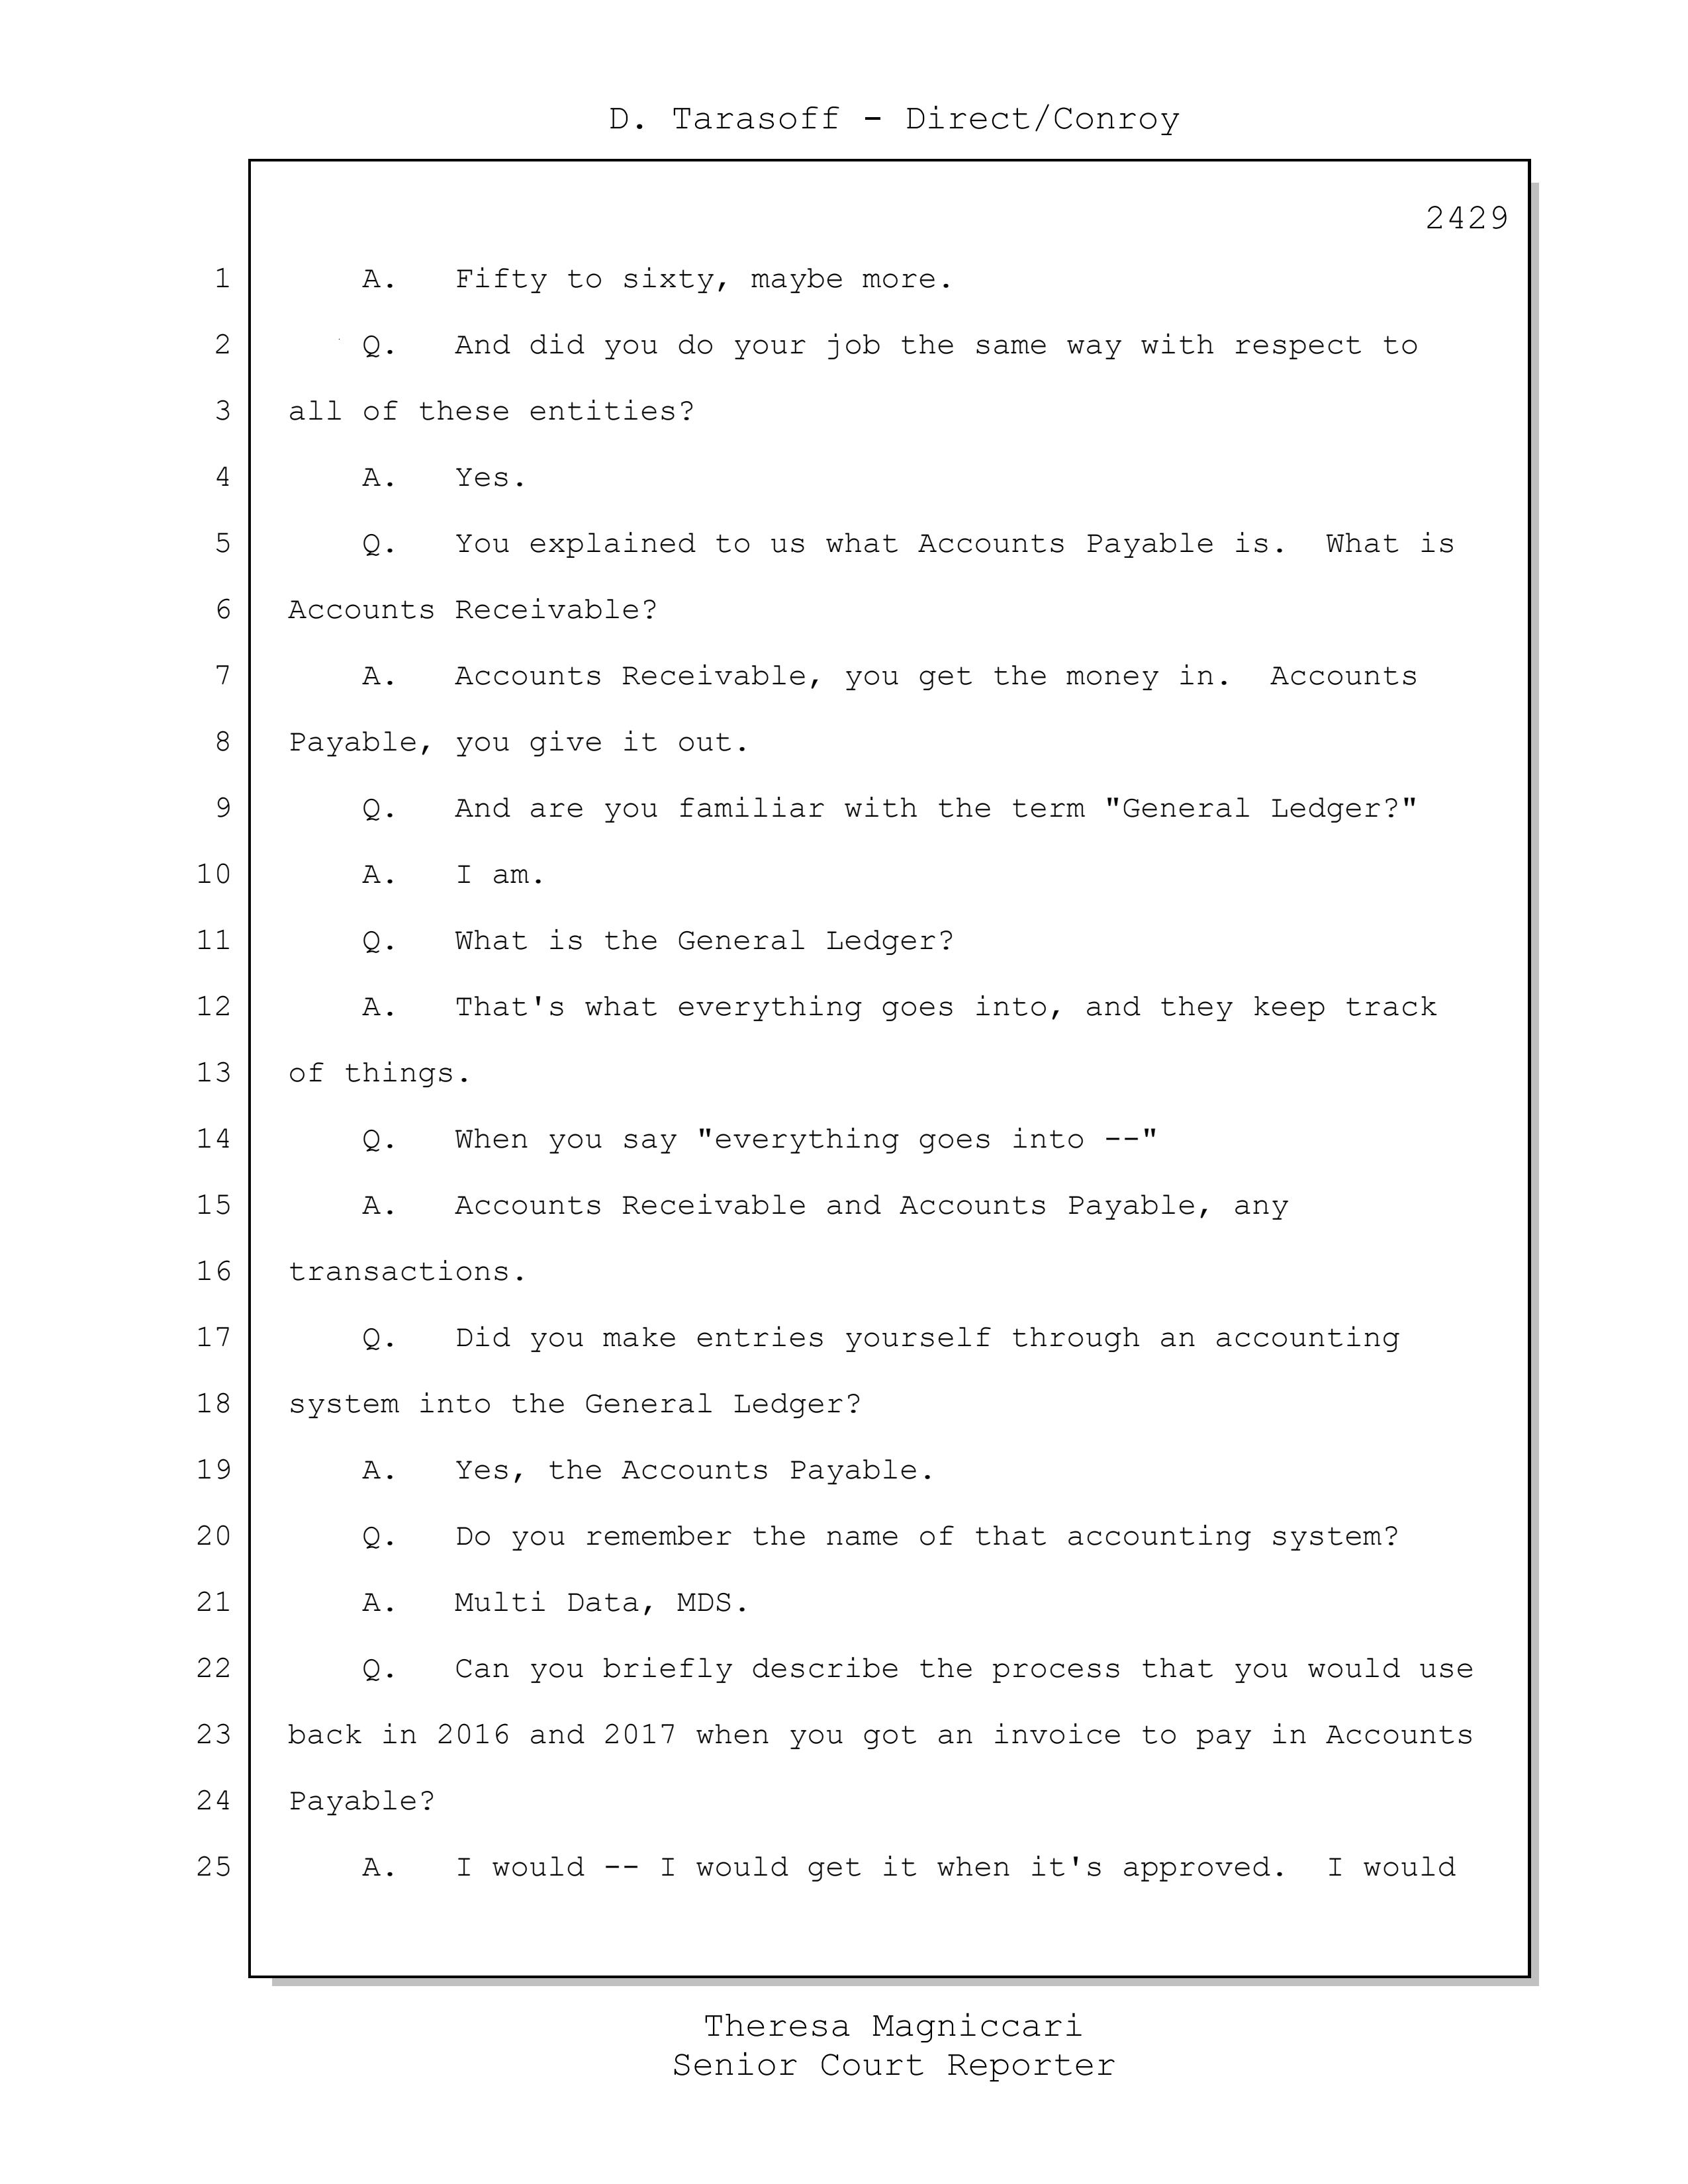 D. Tarasoff - Direct/Conroy
2429
1 A. Fifty to sixty, maybe more.
2 Q. And did you do your job the same way with respect to
3 all of these entities?
4 A. Yes.
5 Q. You explained to us what Accounts Payable is. What is
6 Accounts Receivable?
7 A. Accounts Receivable, you get the money in. Accounts
8 Payable, you give it out.
9 Q. And are you familiar with the term "General Ledger?"
10 A. I am.
11 Q. What is the General Ledger?
12 A. That's what everything goes into, and they keep track
13 of things.
14 Q. When you say "everything goes into --"
15 A. Accounts Receivable and Accounts Payable, any
16 transactions.
17 Q. Did you make entries yourself through an accounting
18 system into the General Ledger?
19 A. Yes, the Accounts Payable.
20 Q. Do you remember the name of that accounting system?
21 A. Multi Data, MDS.
22 Q. Can you briefly describe the process that you would use
23 back in 2016 and 2017 when you got an invoice to pay in Accounts
24 Payable?
25 A. I would -- I would get it when it's approved. I would
Theresa Magniccari
Senior Court Reporter